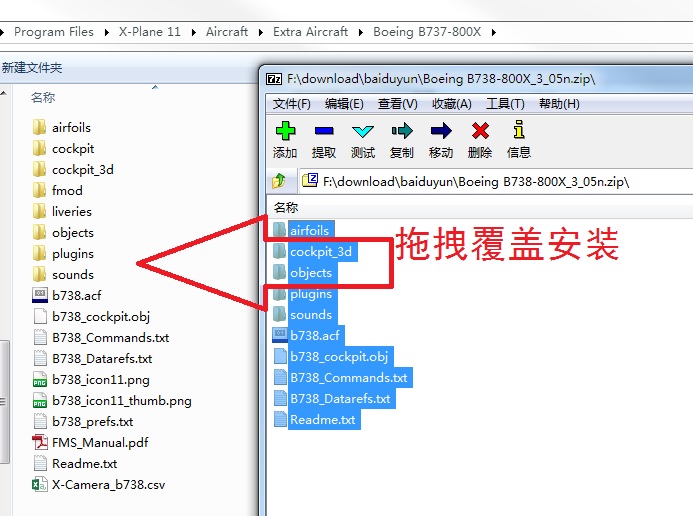 Program Files ▸ X-Plane 11 ▸ Aircraft ▸ Extra Aircraft ▸ Boeing B737-800X
新建文件夹
名称
airfoils
cockpit
cockpit_3d
fmod
liveries
objects
plugins
sounds
b738.acf
b738_cockpit.obj
B738_Commands.txt
B738_Datarefs.txt
b738_icon11.png
b738_icon11_thumb.png
b738_prefs.txt
FMS_Manual.pdf
Readme.txt
X-Camera_b738.csv
F:\download\baiduyun\Boeing B738-800X_3_05n.zip\
文件(F) 编辑(E) 查看(V) 收藏(A) 工具(T) 帮助(H)
添加 提取 测试 复制 移动 删除 信息
F:\download\baiduyun\Boeing B738-800X_3_05n.zip\
名称
airfoils
cockpit_3d
objects
plugins
sounds
b738.acf
b738_cockpit.obj
B738_Commands.txt
B738_Datarefs.txt
Readme.txt
拖拽覆盖安装